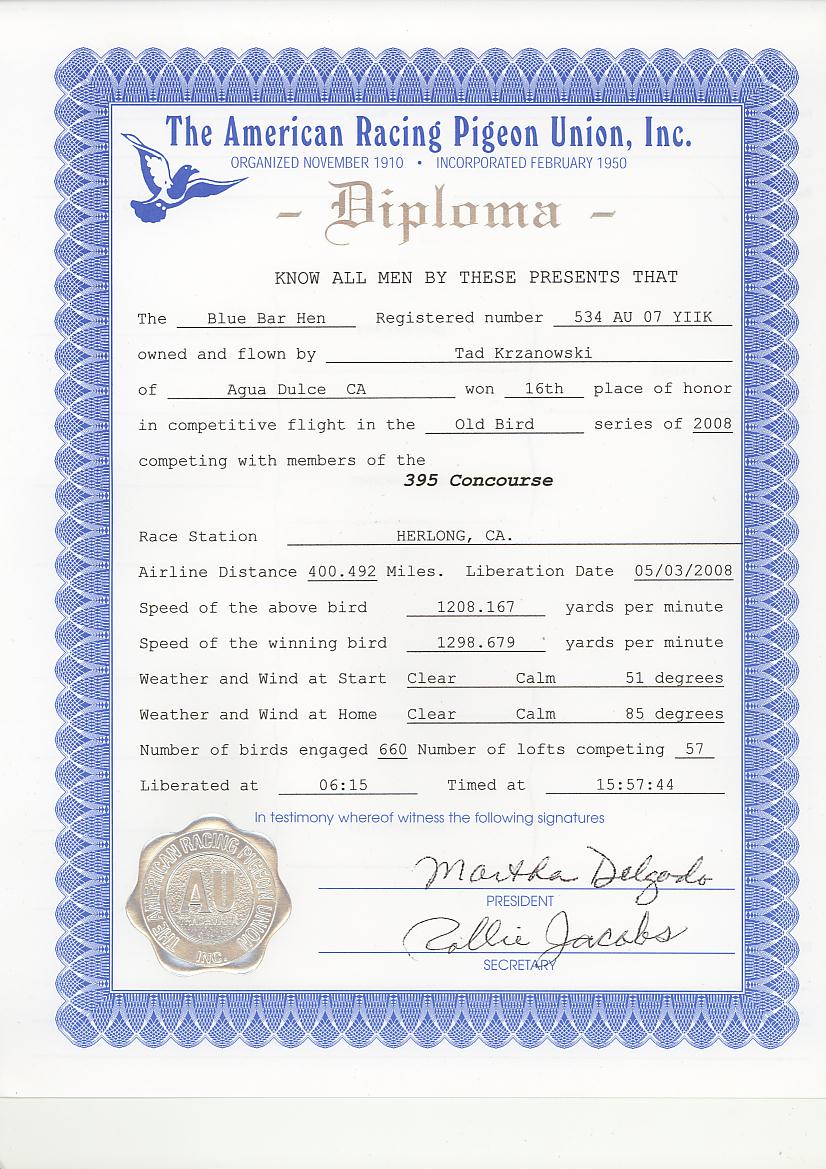 The American Racing Pigeon Union, Inc.
ORGANIZED NOVEMBER 1910 • INCORPORATED FEBRUARY 1950
- Diploma -
KNOW ALL MEN BY THESE PRESENTS THAT
The Blue Bar Hen Registered number 534 AU 07 YIIK
owned and flown by Tad Krzanowski
of Agua Dulce CA won 16th place of honor
in competitive flight in the Old Bird series of 2008
competing with members of the
395 Concourse
Race Station HERLONG, CA.
Airline Distance 400.492 Miles. Liberation Date 05/03/2008
Speed of the above bird 1208.167 yards per minute
Speed of the winning bird 1298.679 yards per minute
Weather and Wind at Start Clear Calm 51 degrees
Weather and Wind at Home Clear Calm 85 degrees
Number of birds engaged 660 Number of lofts competing 57
Liberated at 06:15 Timed at 15:57:44
In testimony whereof witness the following signatures
Martha Delgado
PRESIDENT
Rollie Jacobs
SECRETARY
THE AMERICAN RACING PIGEON UNION
AU
INC.